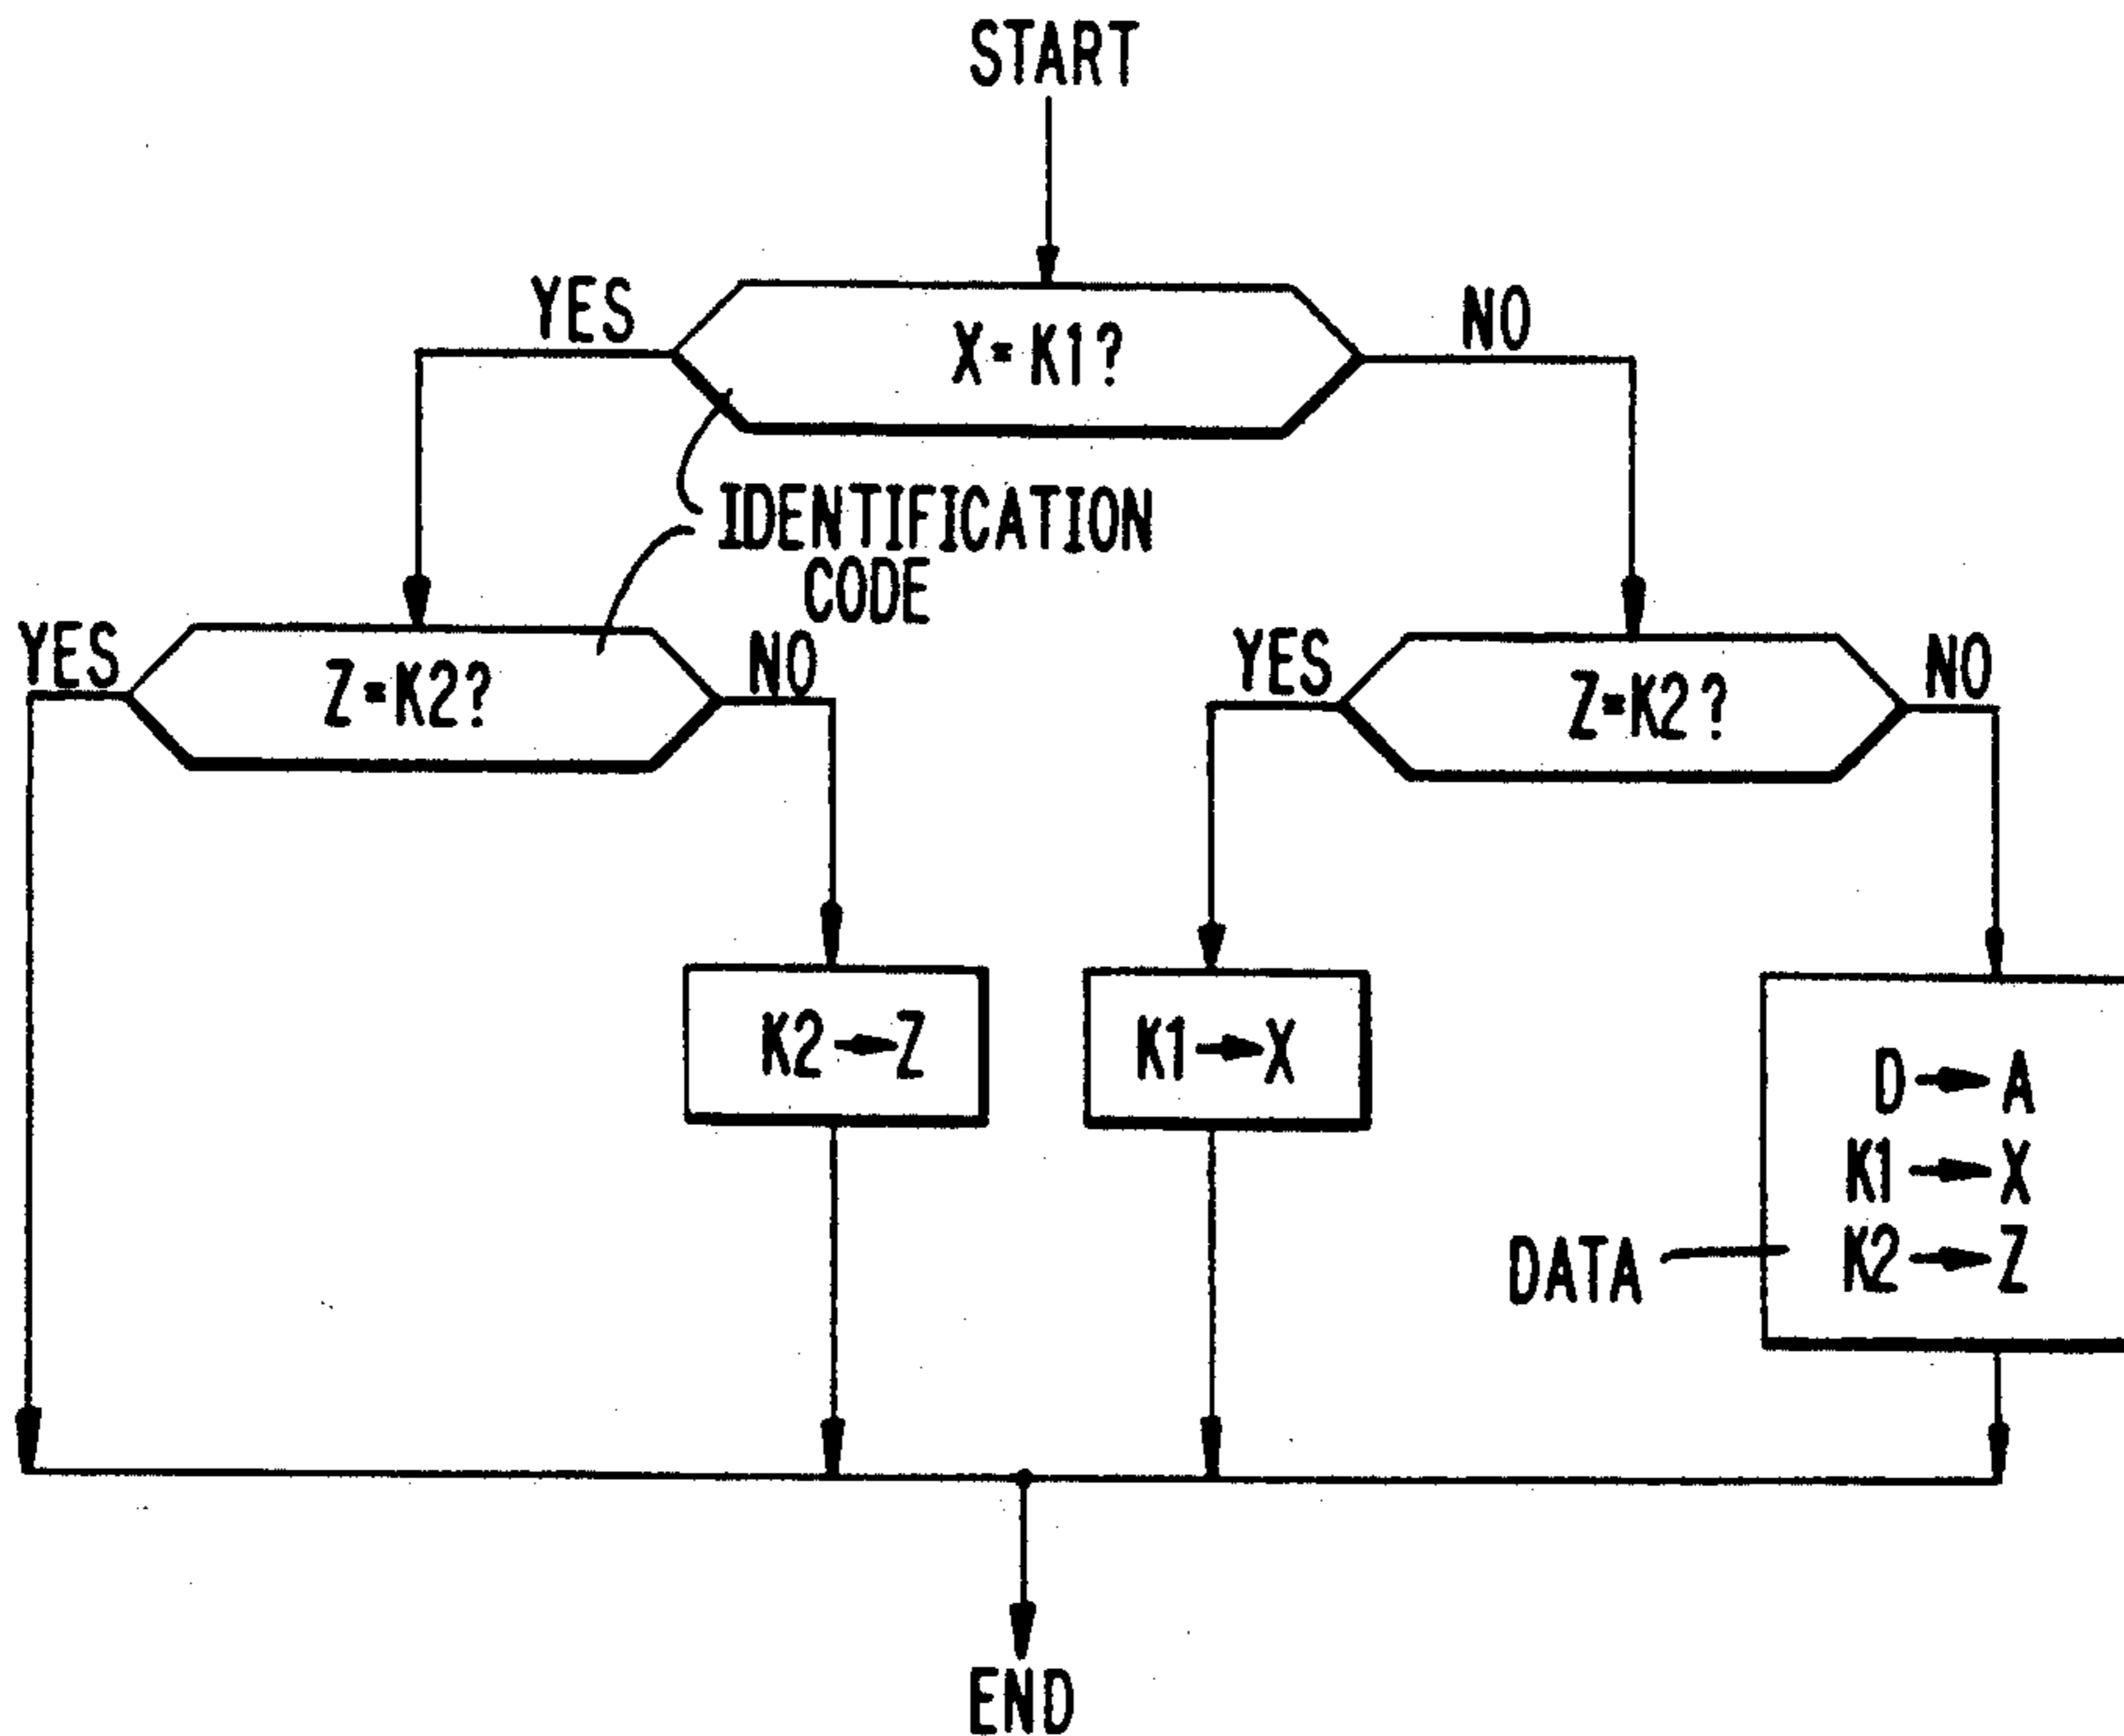 START
YES
X=K1?
NO
IDENTIFICATION
CODE
YES
Z=K2?
NO
YES
Z=K2?
NO
K2→Z
K1→X
D→A
K1→X
K2→Z
DATA
END